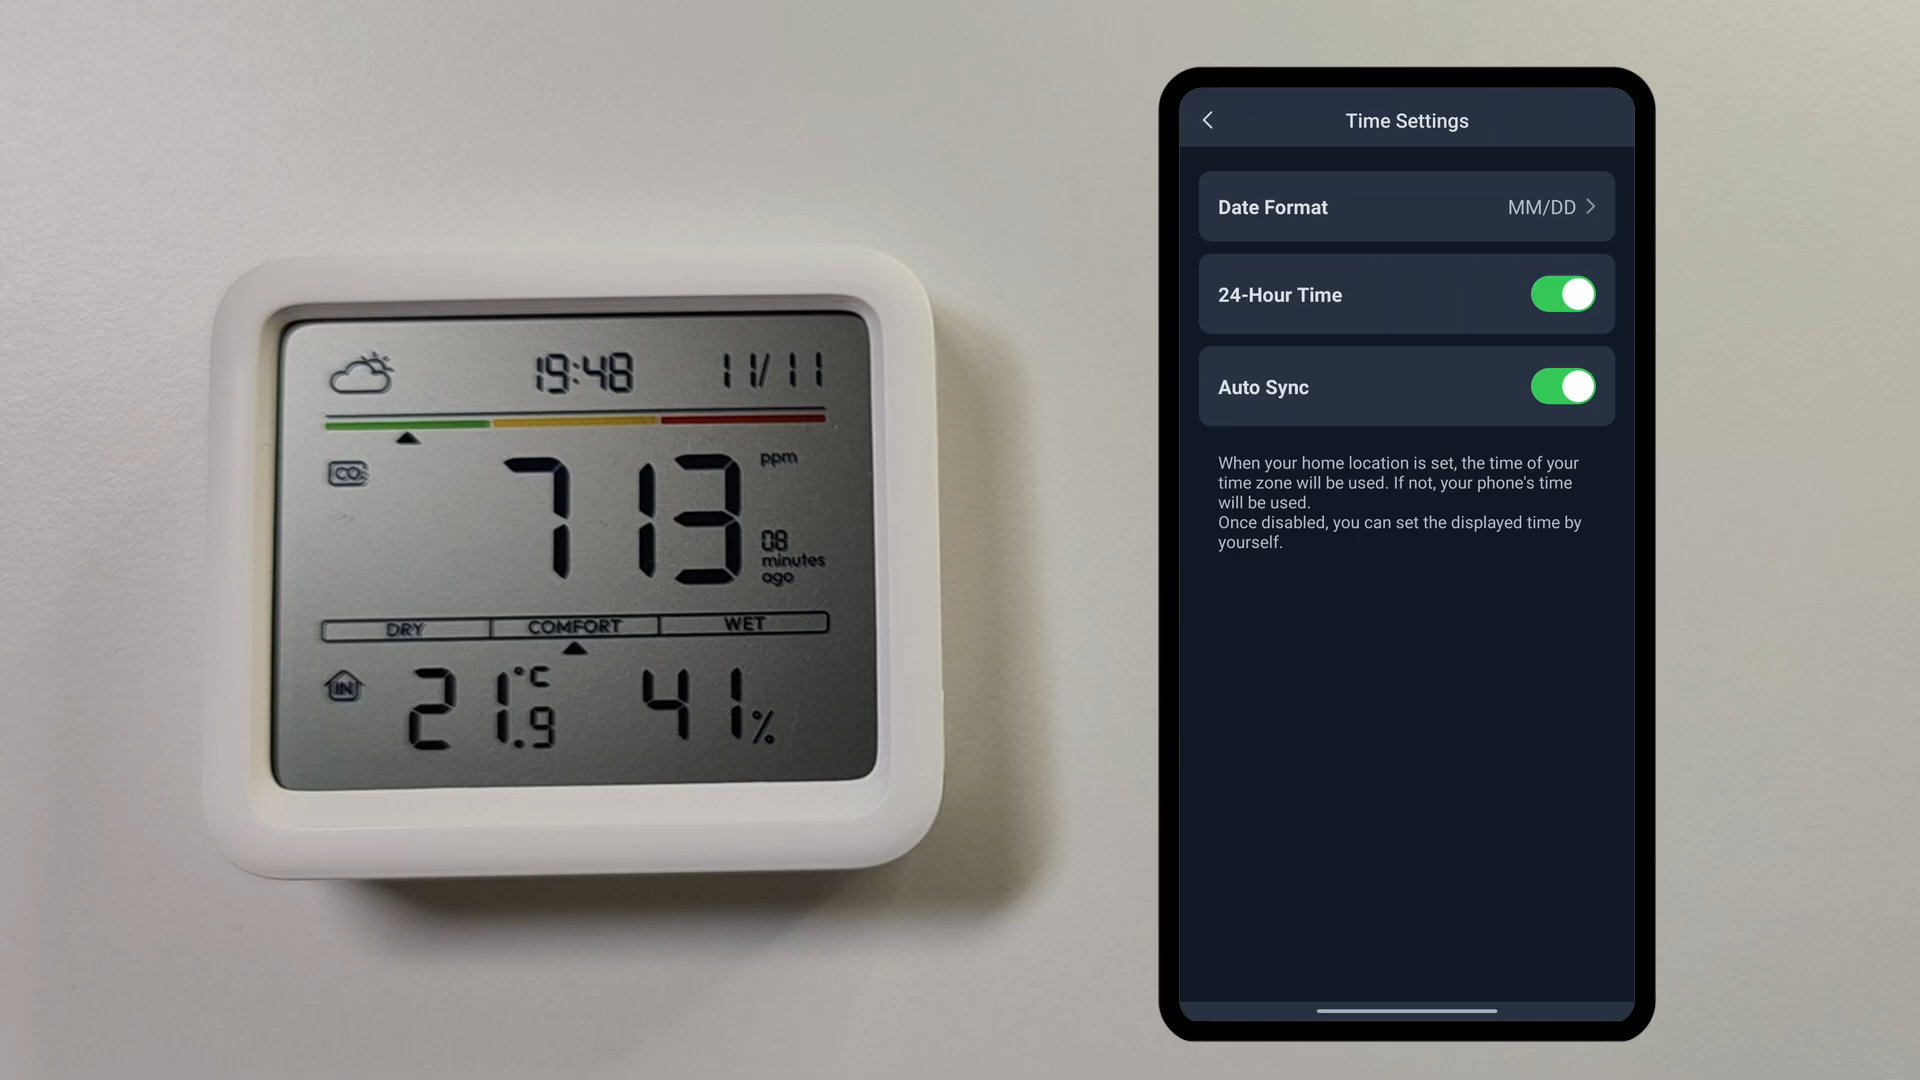 19:48 11/11
CO2
713 ppm
08
minutes
ago
DRY COMFORT WET
IN 21.9 °C 41%
Time Settings
Date Format MM/DD
24-Hour Time
Auto Sync
When your home location is set, the time of your
time zone will be used. If not, your phone's time
will be used.
Once disabled, you can set the displayed time by
yourself.